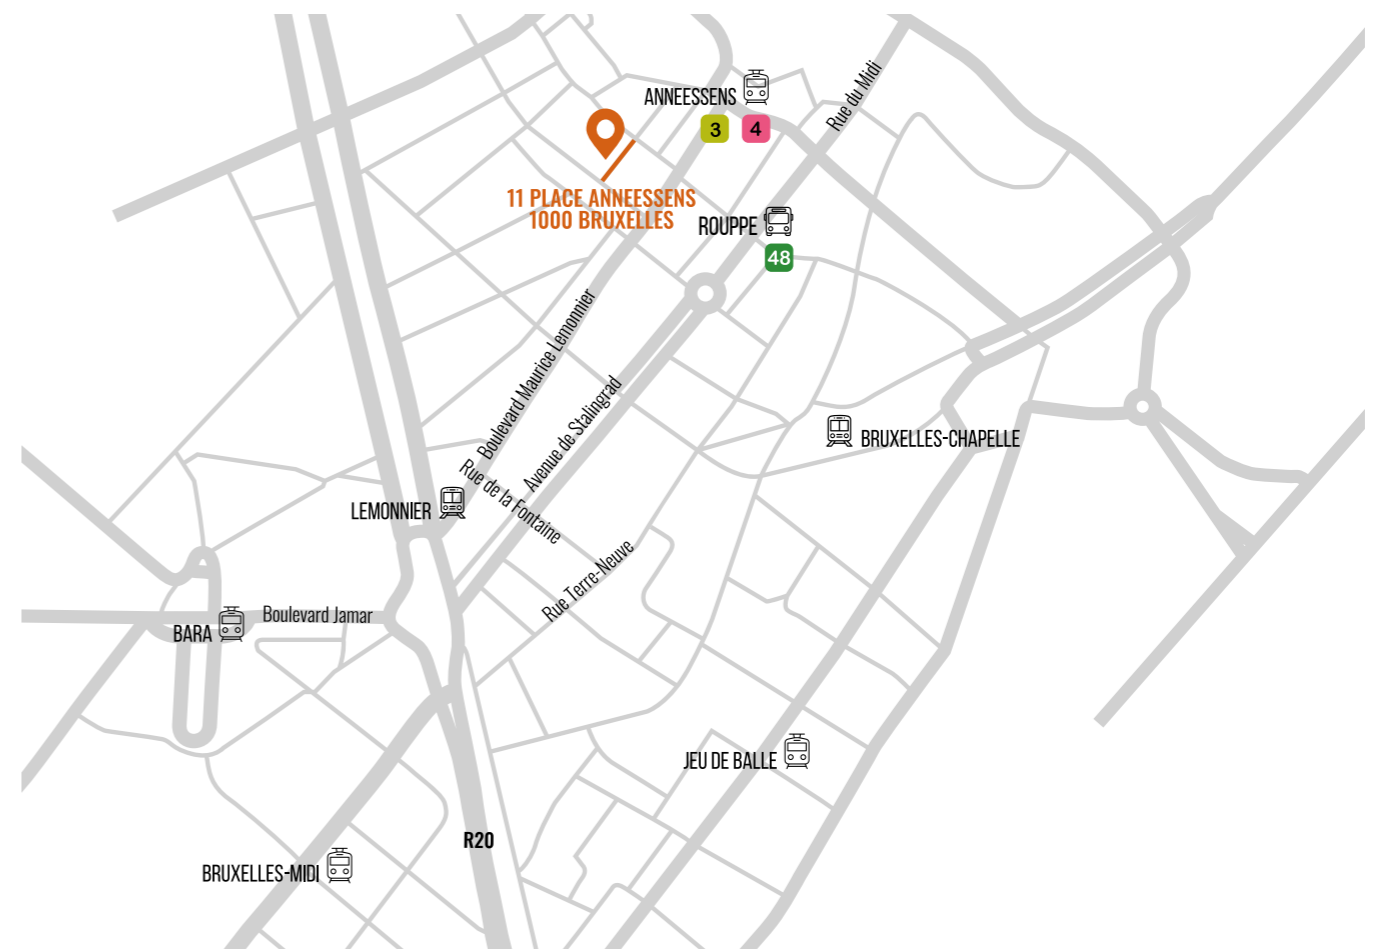 ANNEESSENS
3
4
Rue du Midi
11 PLACE ANNEESSENS
1000 BRUXELLES
ROUPPE
48
Boulevard Maurice Lemonnier
Avenue de Stalingrad
BRUXELLES-CHAPELLE
Rue de la Fontaine
LEMONNIER
Rue Terre-Neuve
Boulevard Jamar
BARA
JEU DE BALLE
R20
BRUXELLES-MIDI